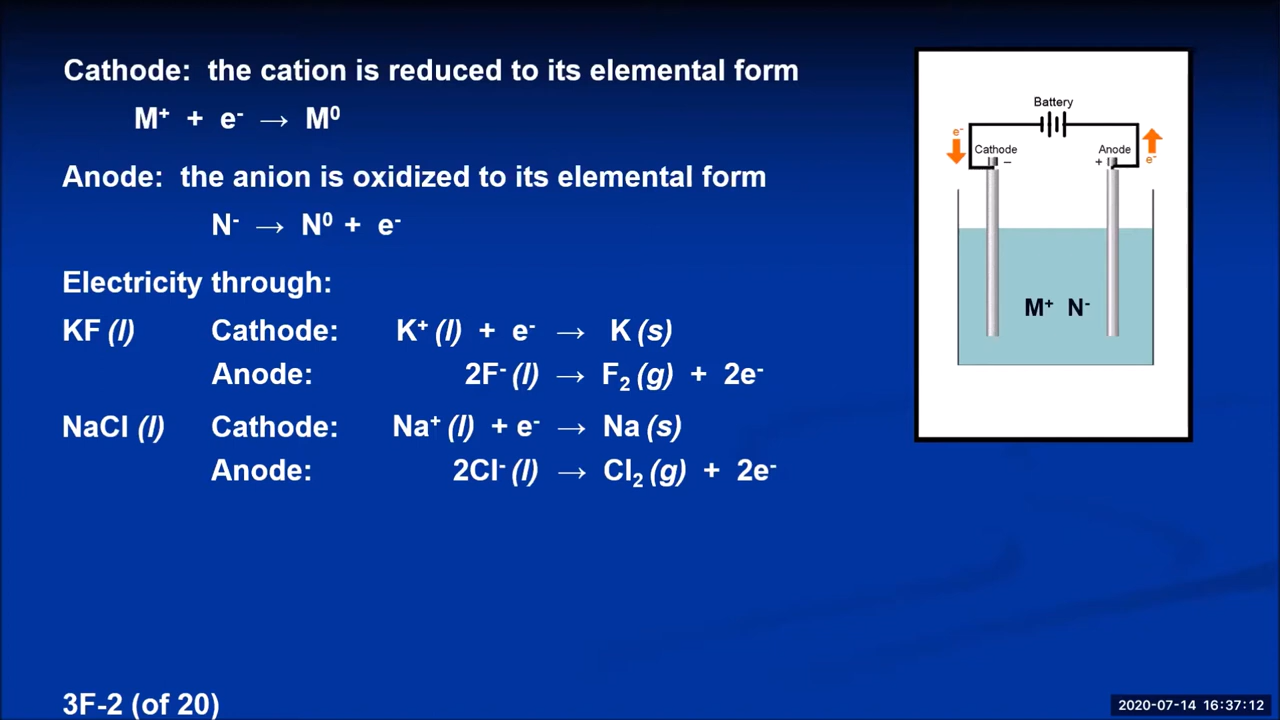 Cathode: the cation is reduced to its elemental form
M⁺ + e⁻ → M⁰
Anode: the anion is oxidized to its elemental form
N⁻ → N⁰ + e⁻
Electricity through:
KF (l) Cathode: K⁺ (l) + e⁻ → K (s)
Anode: 2F⁻ (l) → F₂ (g) + 2e⁻
NaCl (l) Cathode: Na⁺ (l) + e⁻ → Na (s)
Anode: 2Cl⁻ (l) → Cl₂ (g) + 2e⁻
3F-2 (of 20)
Battery
e⁻
Cathode
−
Anode
+
e⁻
M⁺ N⁻
2020-07-14 16:37:12